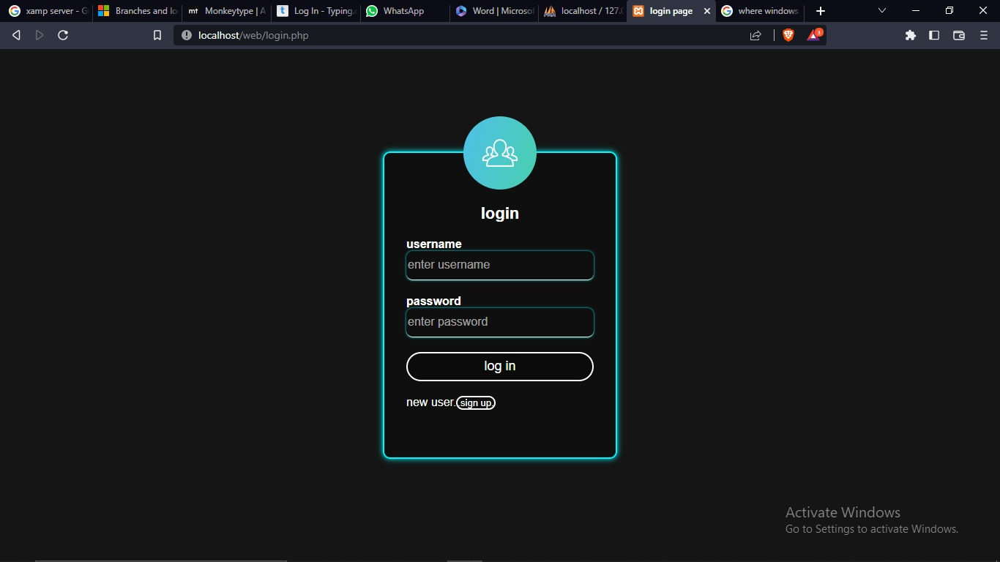 xamp server - G
Branches and lo
mt Monkeytype | A
t Log In - Typing.c
WhatsApp
Word | Microsof
localhost / 127.0
login page
where windows
localhost/web/login.php
3
login
username
enter username
password
enter password
log in
new user. sign up.
Activate Windows
Go to Settings to activate Windows.